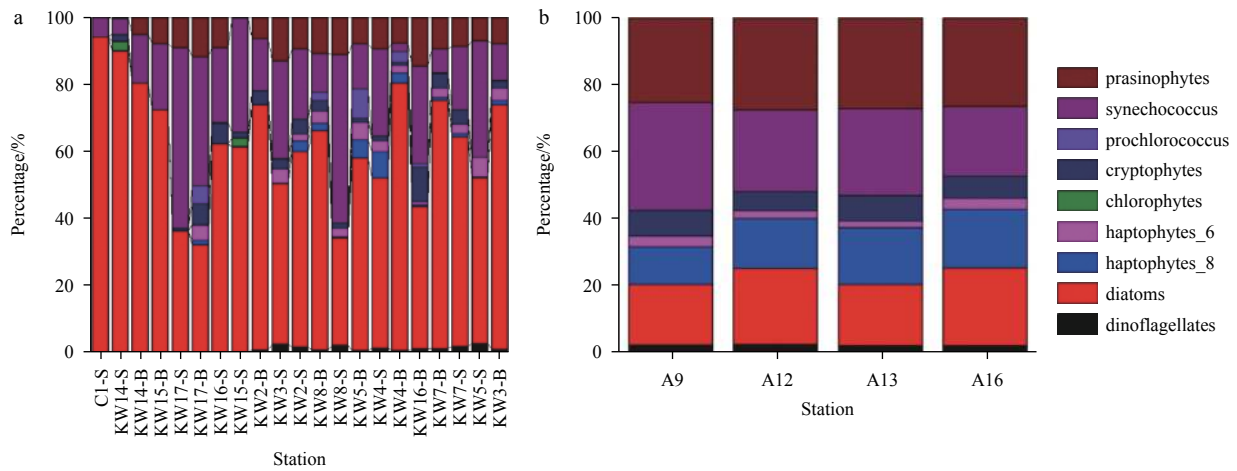 a
100
80
60
40
20
0
Percentage/%
C1-S
KW14-S
KW14-B
KW15-B
KW17-S
KW17-B
KW16-S
KW15-S
KW2-B
KW3-S
KW2-S
KW8-B
KW8-S
KW5-B
KW4-S
KW4-B
KW16-B
KW7-B
KW7-S
KW5-S
KW3-B
Station
b
100
80
60
40
20
0
Percentage/%
A9
A12
A13
A16
Station
prasinophytes
synechococcus
prochlorococcus
cryptophytes
chlorophytes
haptophytes_6
haptophytes_8
diatoms
dinoflagellates